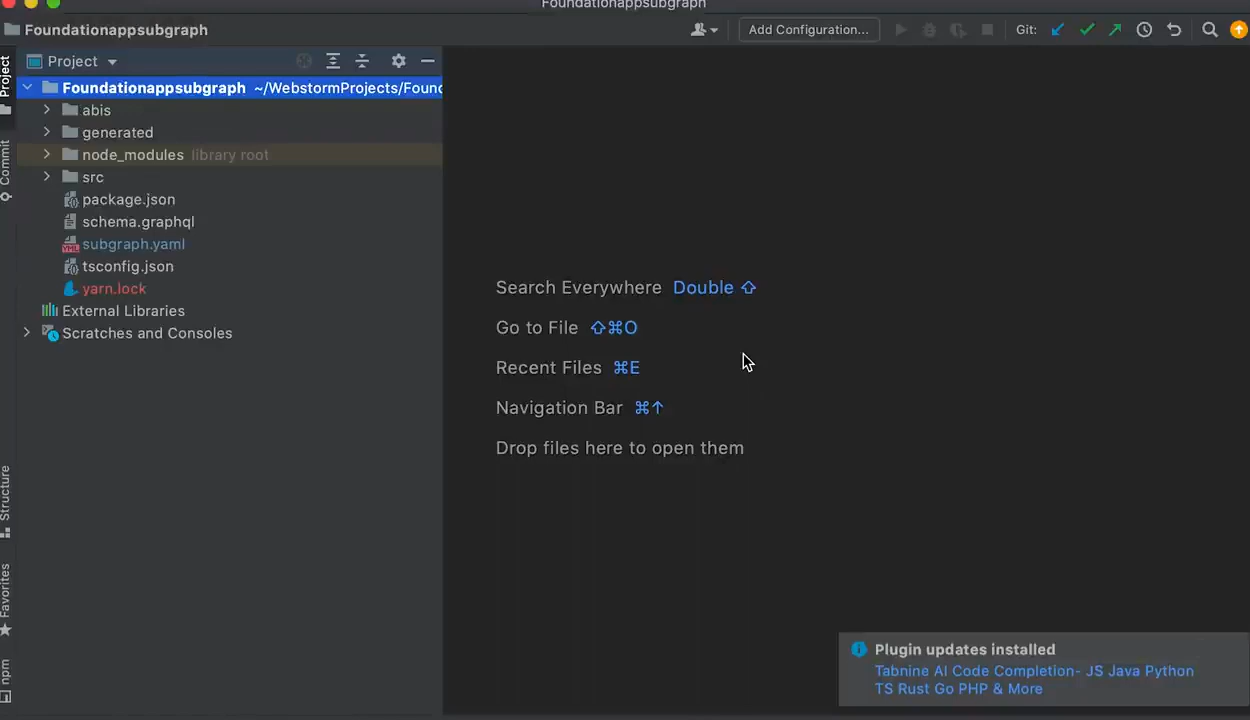 Foundationappsubgraph
Foundationappsubgraph
Add Configuration...
Git:
Project
Project
Foundationappsubgraph ~/WebstormProjects/Found
abis
generated
node_modules library root
src
package.json
schema.graphql
subgraph.yaml
tsconfig.json
yarn.lock
External Libraries
Scratches and Consoles
Commit
Structure
Favorites
npm
Search Everywhere Double ⇧
Go to File ⇧⌘O
Recent Files ⌘E
Navigation Bar ⌘↑
Drop files here to open them
Plugin updates installed
Tabnine AI Code Completion- JS Java Python
TS Rust Go PHP & More